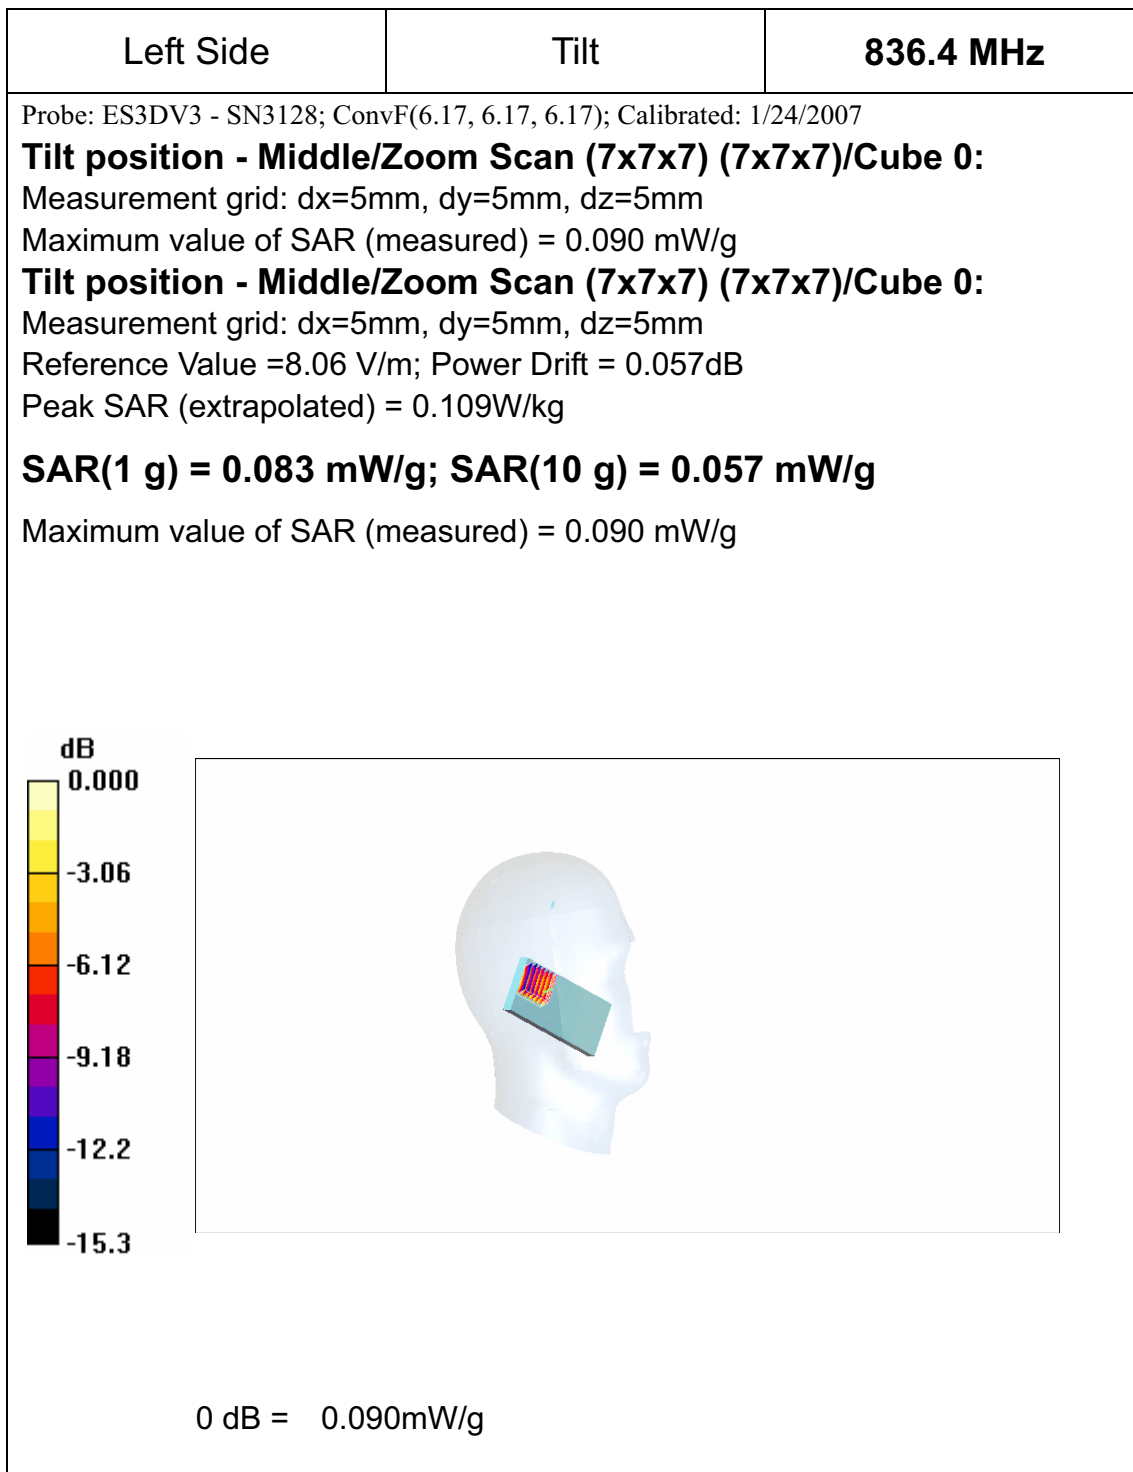 Left Side Tilt 836.4 MHz
Probe: ES3DV3 - SN3128; ConvF(6.17, 6.17, 6.17); Calibrated: 1/24/2007
Tilt position - Middle/Zoom Scan (7x7x7) (7x7x7)/Cube 0:
Measurement grid: dx=5mm, dy=5mm, dz=5mm
Maximum value of SAR (measured) = 0.090 mW/g
Tilt position - Middle/Zoom Scan (7x7x7) (7x7x7)/Cube 0:
Measurement grid: dx=5mm, dy=5mm, dz=5mm
Reference Value =8.06 V/m; Power Drift = 0.057dB
Peak SAR (extrapolated) = 0.109W/kg
SAR(1 g) = 0.083 mW/g; SAR(10 g) = 0.057 mW/g
Maximum value of SAR (measured) = 0.090 mW/g
dB
0.000
-3.06
-6.12
-9.18
-12.2
-15.3
0 dB = 0.090mW/g